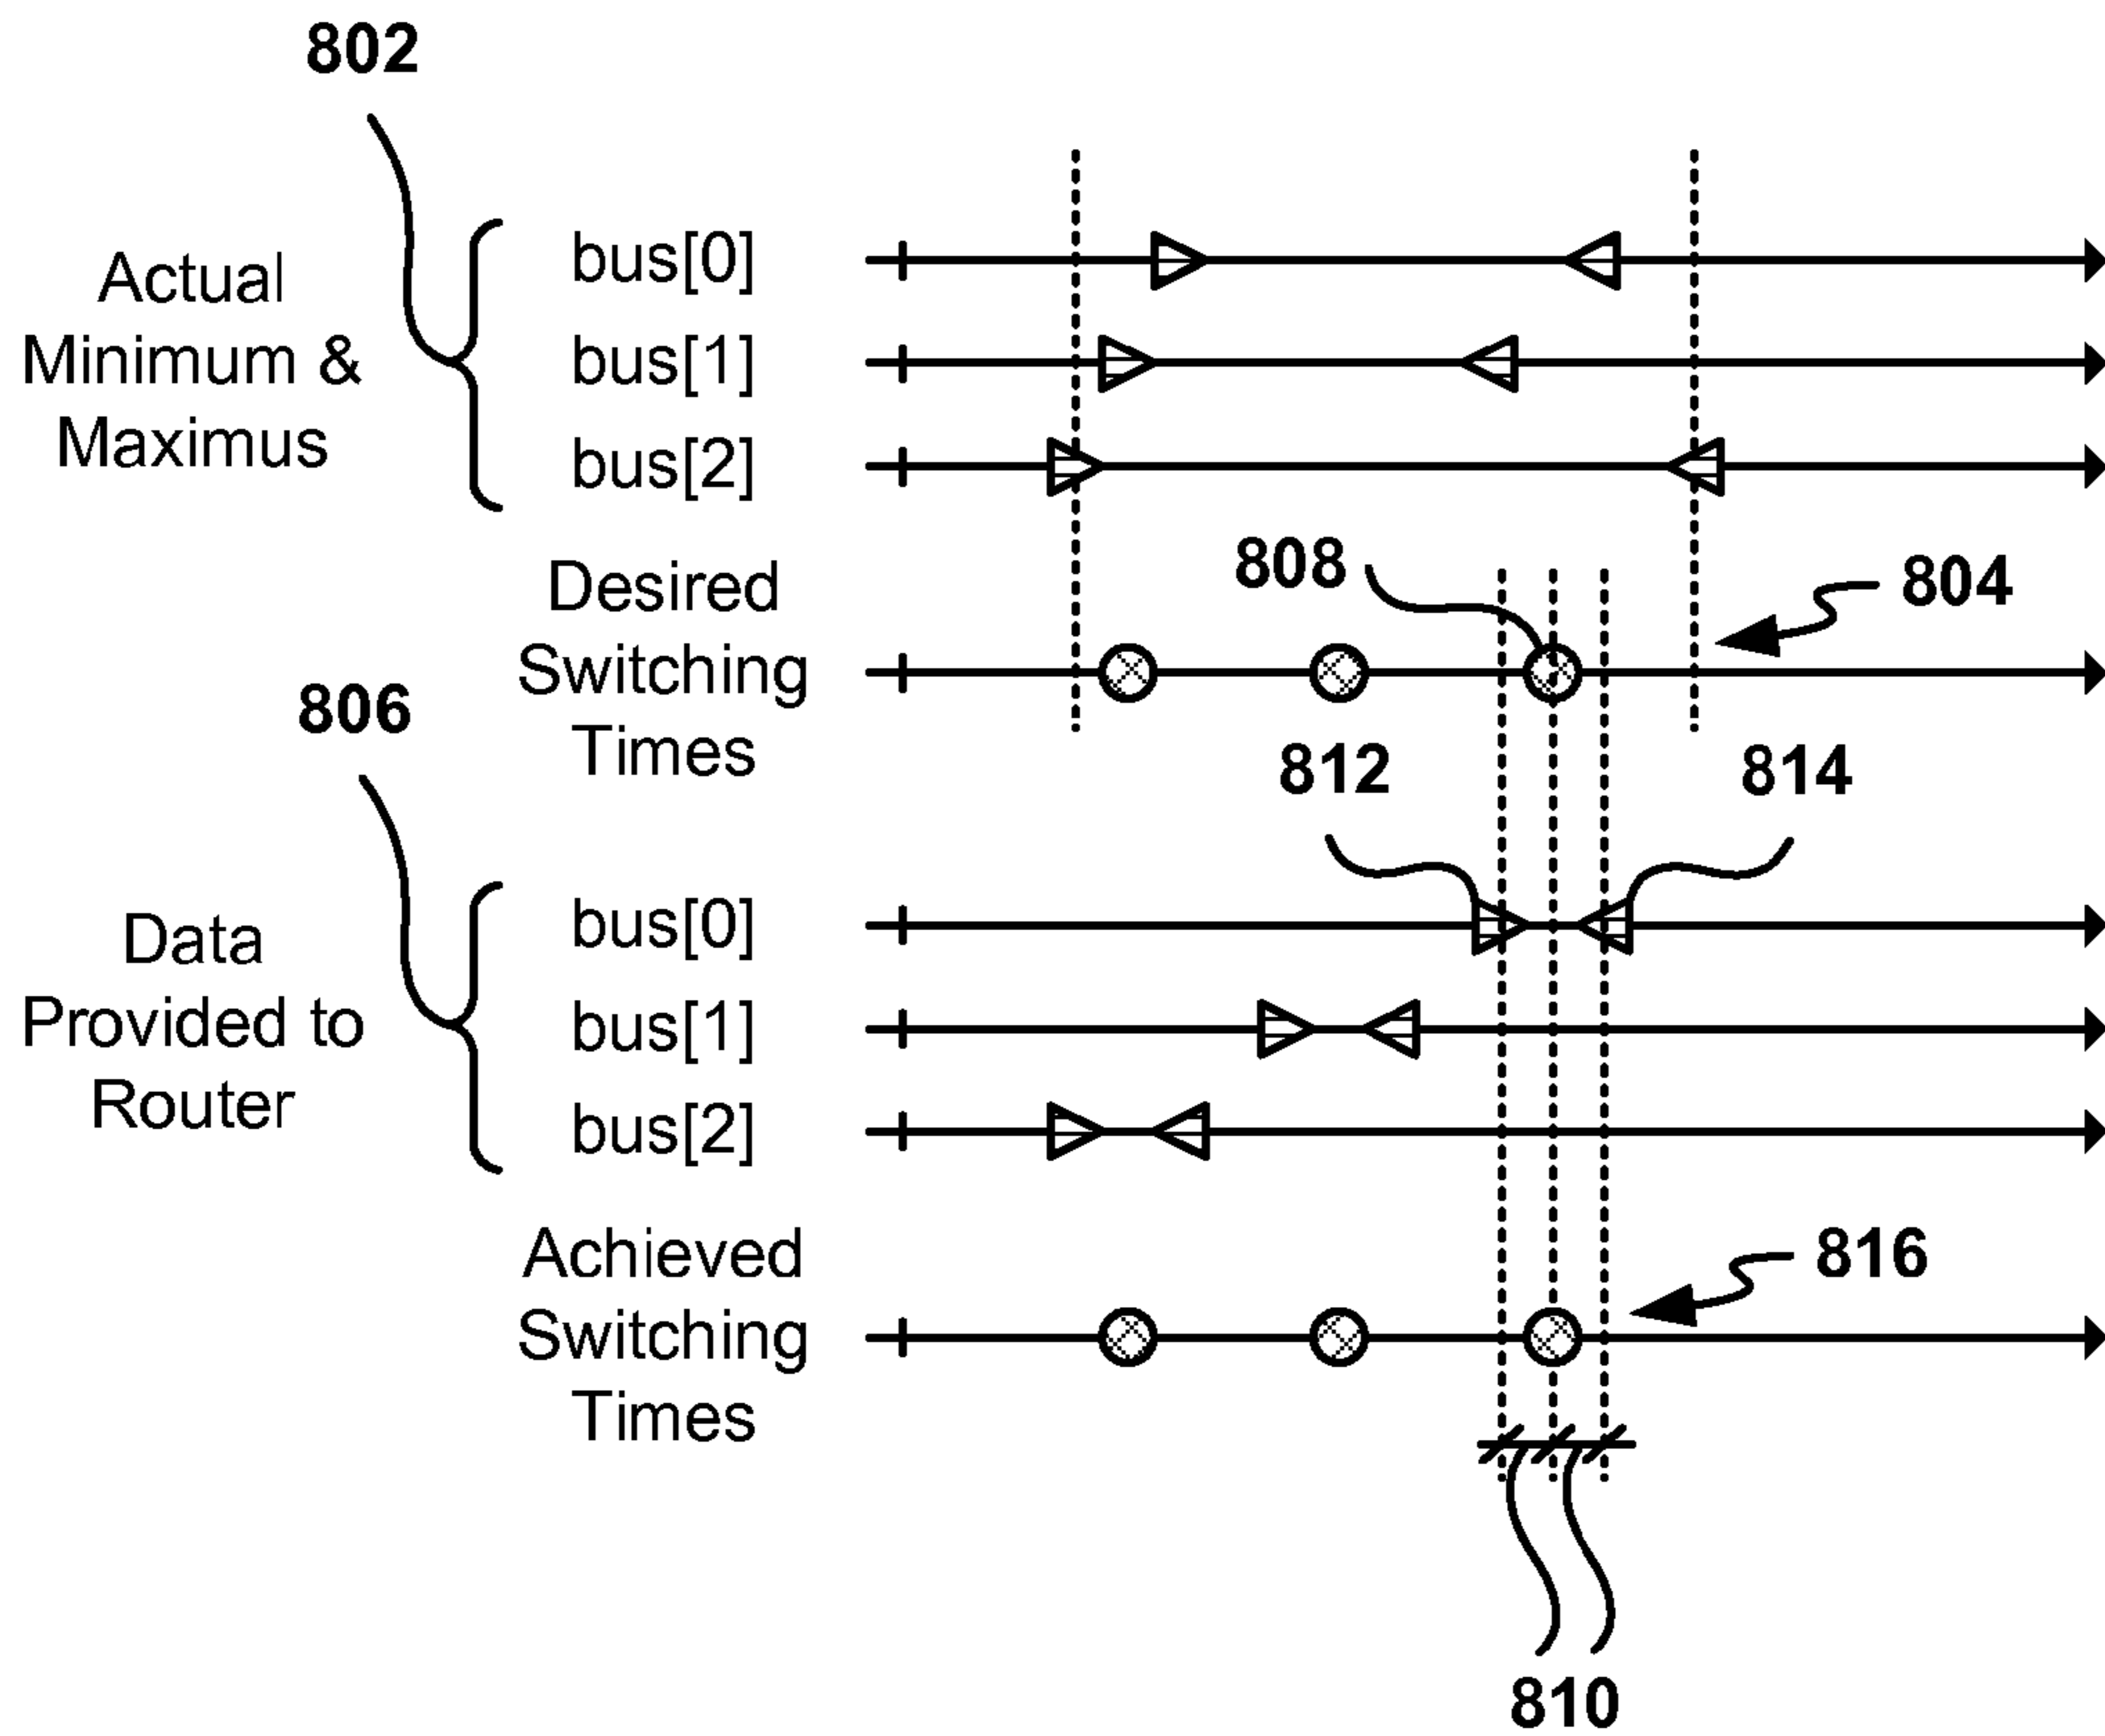 802
Actual
Minimum &
Maximus
bus[0]
bus[1]
bus[2]
Desired
Switching
Times
808
804
806
812
814
Data
Provided to
Router
bus[0]
bus[1]
bus[2]
Achieved
Switching
Times
816
810